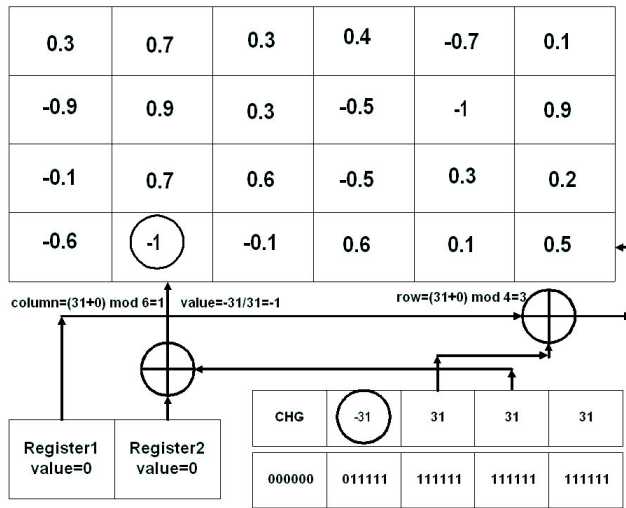 0.3 0.7 0.3 0.4 -0.7 0.1
-0.9 0.9 0.3 -0.5 -1 0.9
-0.1 0.7 0.6 -0.5 0.3 0.2
-0.6 -1 -0.1 0.6 0.1 0.5
column=(31+0) mod 6=1 value=-31/31=-1 row=(31+0) mod 4=3
CHG -31 31 31 31
Register1 Register2
value=0 value=0
000000 011111 111111 111111 111111